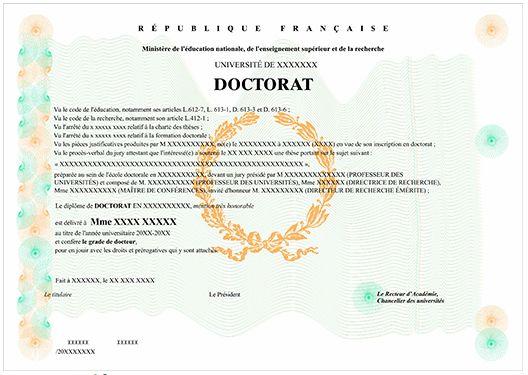 RÉPUBLIQUE FRANÇAISE
Ministère de l'éducation nationale, de l'enseignement supérieur et de la recherche
UNIVERSITÉ DE XXXXXXX
DOCTORAT
Vu le code de l'éducation, notamment ses articles L.612-7, L. 613-1, D. 613-3 et D. 613-6 ;
Vu le code de la recherche, notamment son article L.412-1 ;
Vu l'arrêté du x xxxxx xxxx relatif à la charte des thèses ;
Vu l'arrêté du x xxxxx xxxx relatif à la formation doctorale ;
Vu les pièces justificatives produites par M XXXXXXXXXX, né(e) le XXXXXXXX à XXXXXX (XXXX) en vue de son inscription en doctorat ;
Vu le procès-verbal du jury attestant que l'intéressé(e) a soutenu le XX XXX XXX une thèse portant sur le sujet suivant :
« XXXXXXXXXXXXXXXXXXXXXXXXXXXXXXXXXXXXXXXXXX »,
préparée au sein de l'école doctorale en XXXXXXXXXX, devant un jury présidé par M XXXXXXXXXXX (PROFESSEUR DES
UNIVERSITÉS) et composé de M. XXXXXXXXXX (PROFESSEUR DES UNIVERSITÉS), Mme XXXXXX (DIRECTRICE DE RECHERCHE),
Mme XXXXXXXX (MAÎTRE DE CONFÉRENCES), invité d'honneur M. XXXXXXXXXXX (DIRECTEUR DE RECHERCHE ÉMÉRITE) ;
Le diplôme de DOCTORAT EN XXXXXXXXXX, mention très honorable
est délivré à Mme XXXX XXXXX
au titre de l'année universitaire 20XX-20XX
et confère le grade de docteur,
pour en jouir avec les droits et prérogatives qui y sont attachés.
Fait à XXXXXX, le XX XXX XXXX
Le titulaire
Le Président
Le Recteur d'Académie,
Chancelier des universités
XXXXXX XXXXXX
/20XXXXXXX